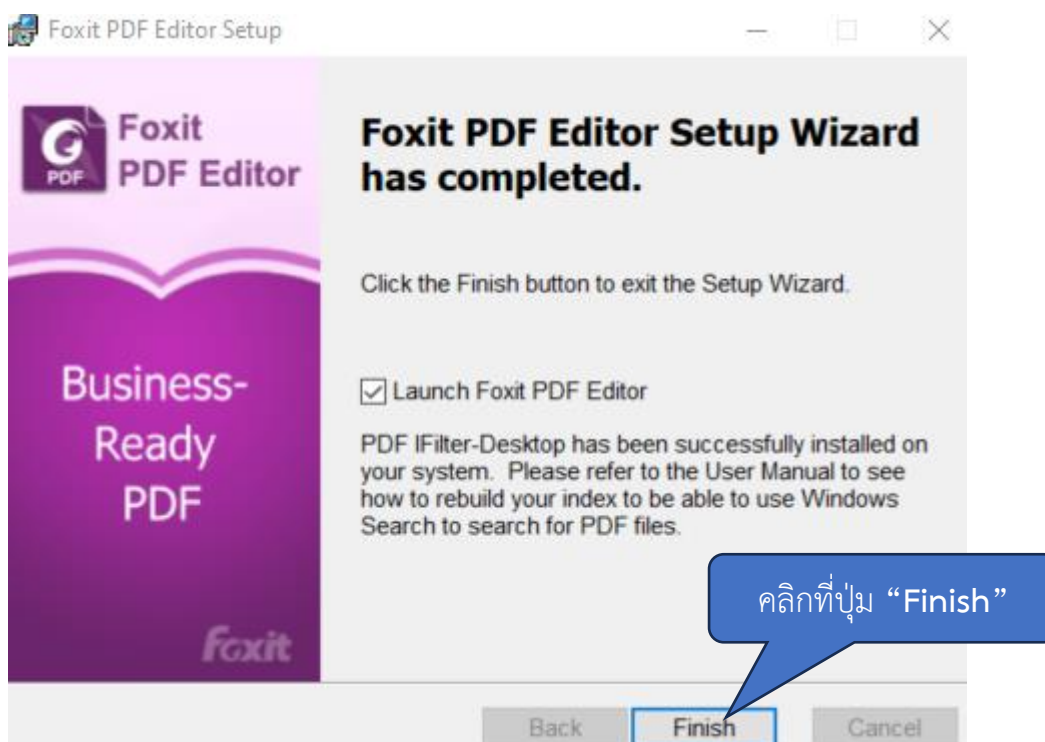 Foxit PDF Editor Setup
Foxit
PDF Editor
PDF
Foxit PDF Editor Setup Wizard
has completed.
Click the Finish button to exit the Setup Wizard.
Business-
Ready
PDF
Launch Foxit PDF Editor
PDF IFilter-Desktop has been successfully installed on
your system. Please refer to the User Manual to see
how to rebuild your index to be able to use Windows
Search to search for PDF files.
คลิกที่ปุ่ม “Finish”
foxit
Back
Finish
Cancel